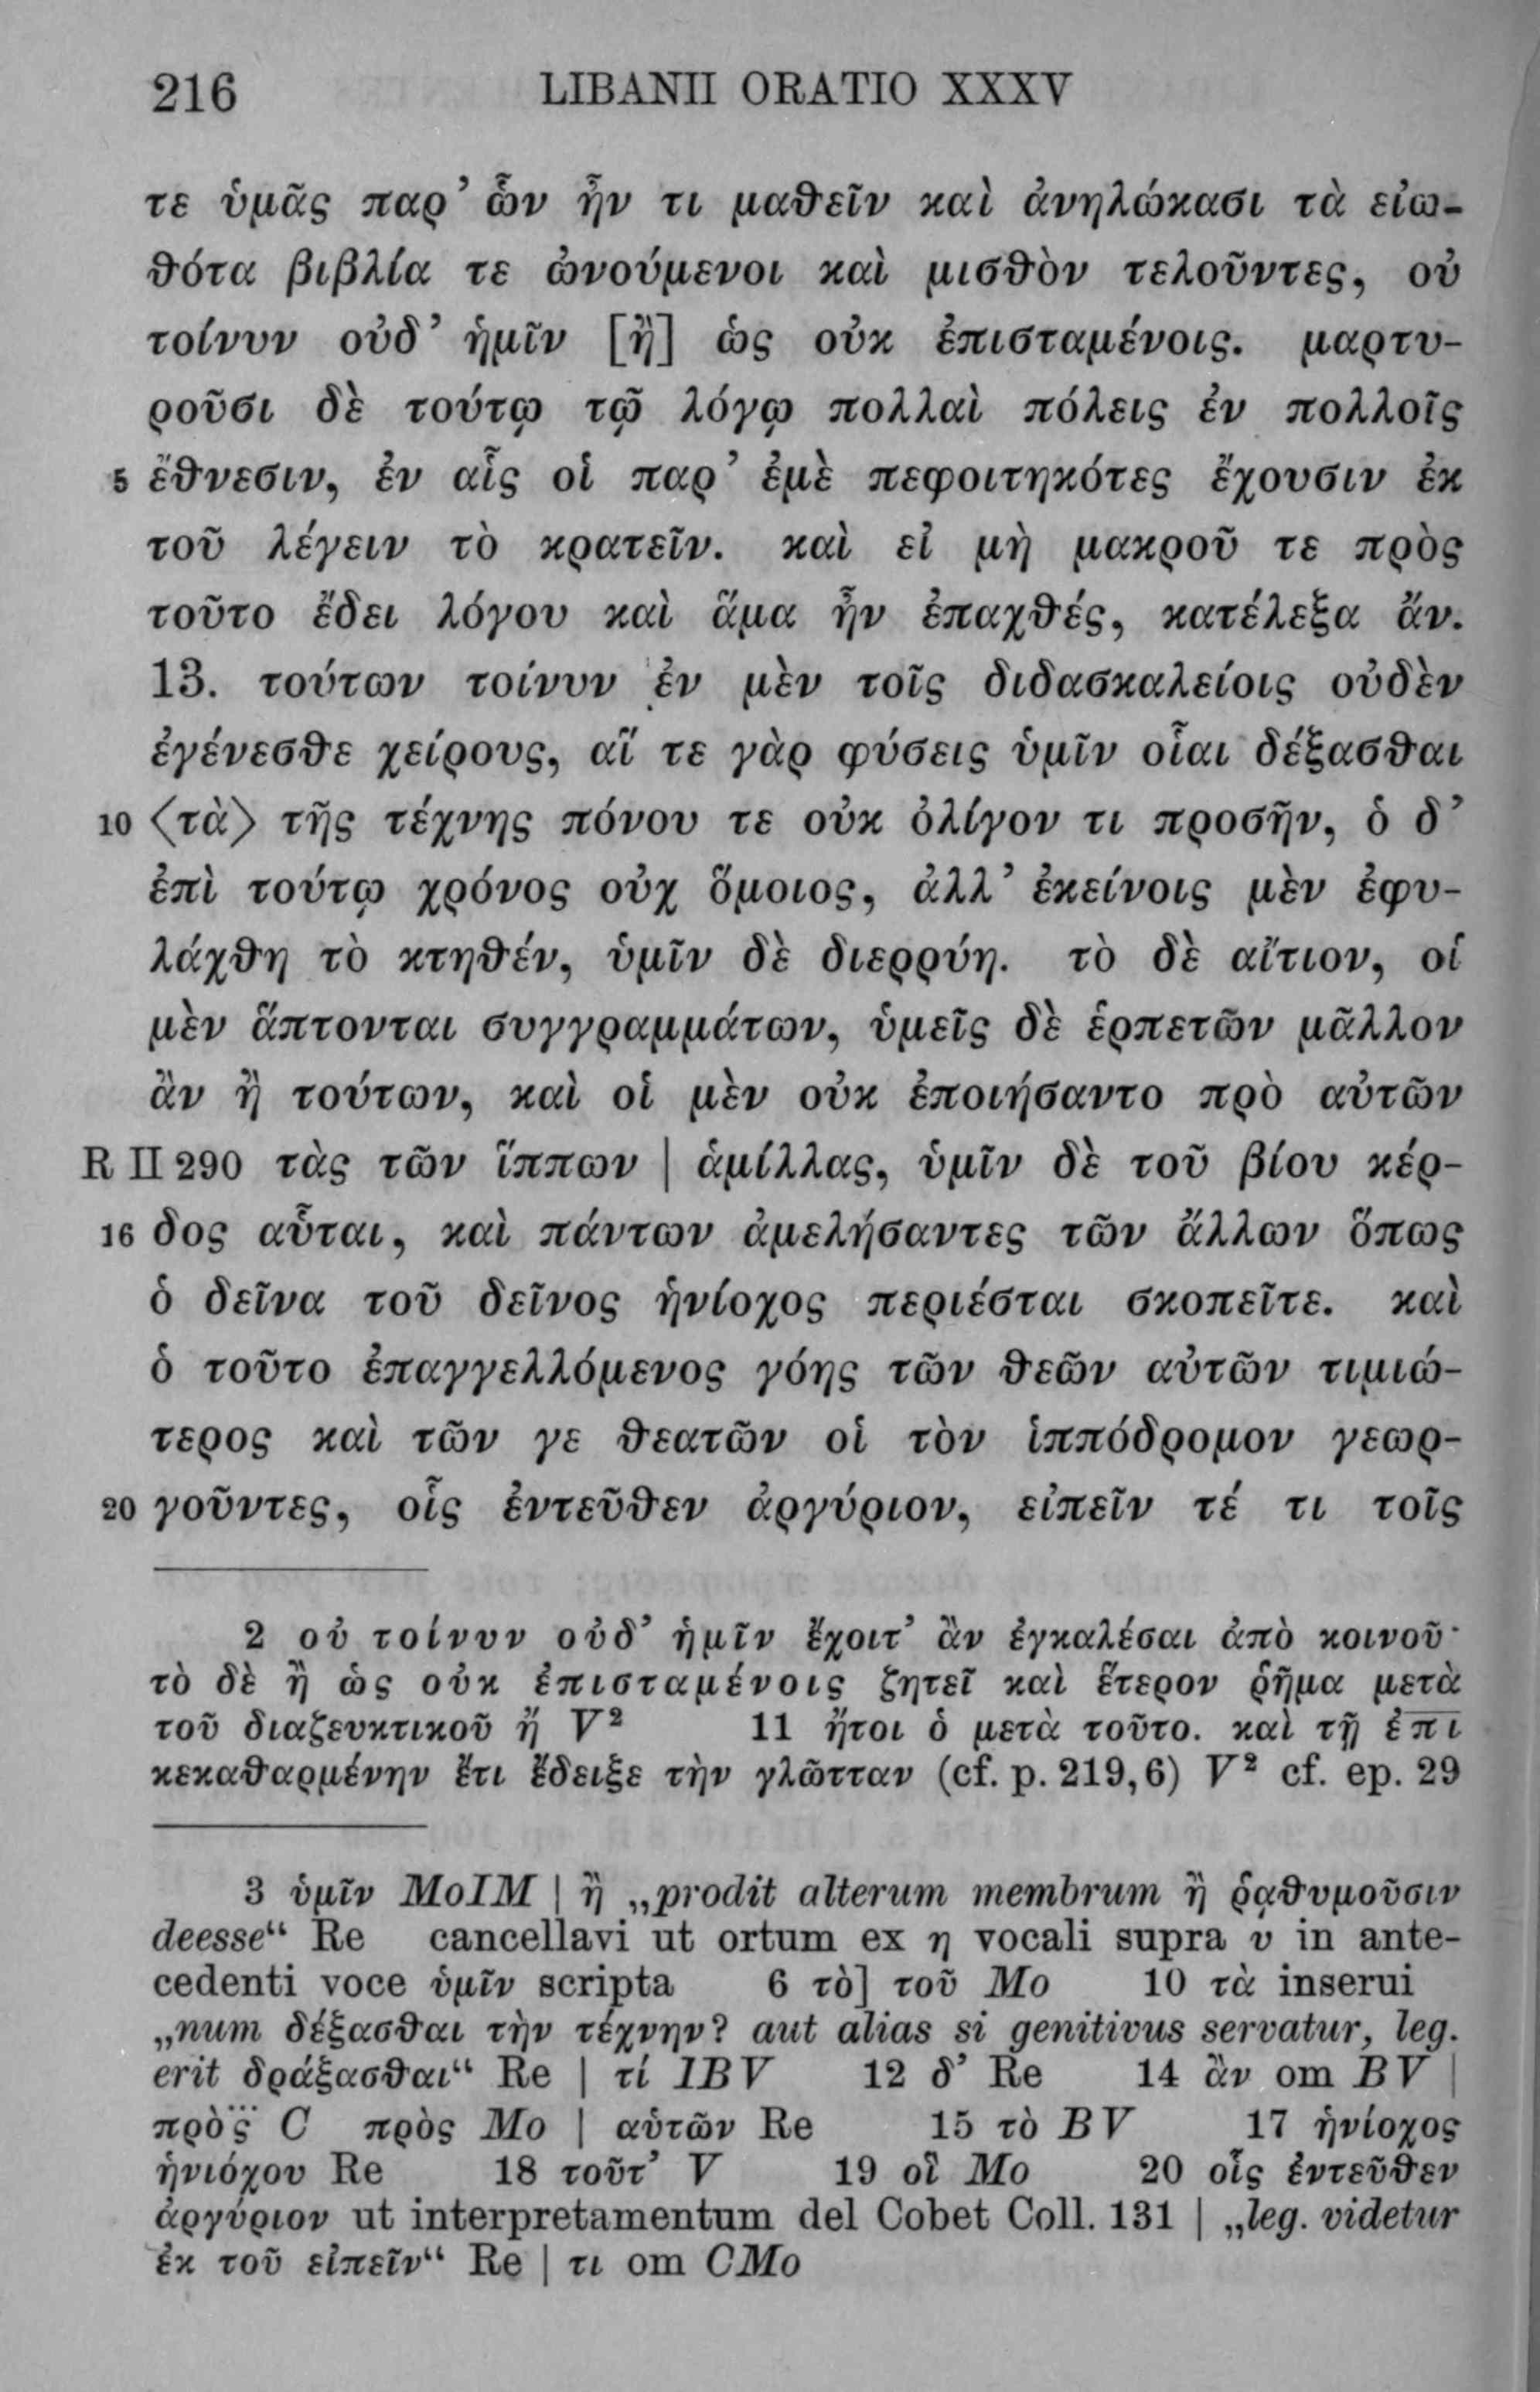 216 LIBANII ORATIO XXXV
τε ὑμᾶς παρ’ ὧν ἦν τι μαθεῖν καὶ ἀνηλώκασι τὰ εἰω-
θότα βιβλία τε ὠνούμενοι καὶ μισθὸν τελοῦντες, οὐ
τοίνυν οὐδ’ ἡμῖν [ἢ] ὡς οὐκ ἐπισταμένοις. μαρτυ-
ροῦσι δὲ τούτῳ τῷ λόγῳ πολλαὶ πόλεις ἐν πολλοῖς
5 ἔθνεσιν, ἐν αἷς οἱ παρ’ ἐμὲ πεφοιτηκότες ἔχουσιν ἐκ
τοῦ λέγειν τὸ κρατεῖν. καὶ εἰ μὴ μακροῦ τε πρὸς
τοῦτο ἔδει λόγου καὶ ἅμα ἦν ἐπαχθές, κατέλεξα ἄν.
13. τούτων τοίνυν ἐν μὲν τοῖς διδασκαλείοις οὐδὲν
ἐγένεσθε χείρους, αἵ τε γὰρ φύσεις ὑμῖν οἷαι δέξασθαι
10 ⟨τὰ⟩ τῆς τέχνης πόνου τε οὐκ ὀλίγον τι προσῆν, ὁ δ’
ἐπὶ τούτῳ χρόνος οὐχ ὅμοιος, ἀλλ’ ἐκείνοις μὲν ἐφυ-
λάχθη τὸ κτηθέν, ὑμῖν δὲ διερρύη. τὸ δὲ αἴτιον, οἱ
μὲν ἅπτονται συγγραμμάτων, ὑμεῖς δὲ ἑρπετῶν μᾶλλον
ἂν ἢ τούτων, καὶ οἱ μὲν οὐκ ἐποιήσαντο πρὸ αὐτῶν
R II 290 τὰς τῶν ἵππων | ἁμίλλας, ὑμῖν δὲ τοῦ βίου κέρ-
16 δος αὗται, καὶ πάντων ἀμελήσαντες τῶν ἄλλων ὅπως
ὁ δεῖνα τοῦ δεῖνος ἡνίοχος περιέσται σκοπεῖτε. καὶ
ὁ τοῦτο ἐπαγγελλόμενος γόης τῶν θεῶν αὐτῶν τιμιώ-
τερος καὶ τῶν γε θεατῶν οἱ τὸν ἱππόδρομον γεωρ-
20 γοῦντες, οἷς ἐντεῦθεν ἀργύριον, εἰπεῖν τέ τι τοῖς
2 οὐ τοίνυν οὐδ’ ἡμῖν ἔχοιτ’ ἂν ἐγκαλέσαι ἀπὸ κοινοῦ·
τὸ δὲ ἢ ὡς οὐκ ἐπισταμένοις ζητεῖ καὶ ἕτερον ῥῆμα μετὰ
τοῦ διαζευκτικοῦ ἤ V² 11 ἤτοι ὁ μετὰ τοῦτο. καὶ τῇ ἐπὶ
κεκαθαρμένην ἔτι ἔδειξε τὴν γλῶτταν (cf. p. 219,6) V² cf. ep. 29
3 ὑμῖν MoIM | ἢ „prodit alterum membrum ἢ ῥᾳθυμοῦσιν
deesse“ Re cancellavi ut ortum ex η vocali supra ὐ in ante-
cedenti voce ὑμῖν scripta 6 τὸ] τοῦ Mo 10 τὰ inserui
„num δέξασθαι τὴν τέχνην? aut alias si genitivus servatur, leg.
erit δράξασθαι“ Re | τί IBV 12 δ’ Re 14 ἂν om BV |
πρὸς̈ C πρὸς Mo | αὑτῶν Re 15 τὸ BV 17 ἡνίοχος
ἡνιόχου Re 18 τοῦτ’ V 19 οἳ Mo 20 οἷς ἐντεῦθεν
ἀργύριον ut interpretamentum del Cobet Coll. 131 | „leg. videtur
ἐκ τοῦ εἰπεῖν“ Re | τι om CMo